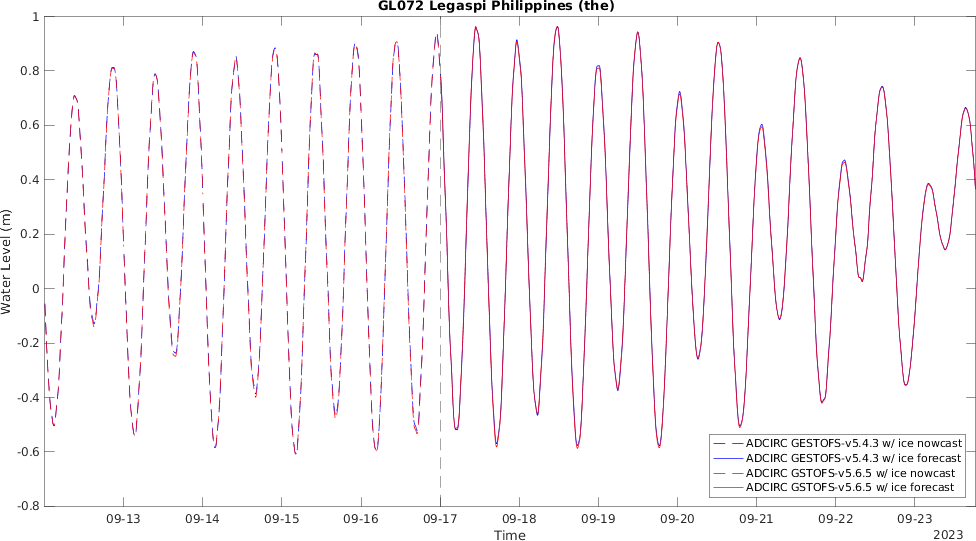 GL072 Legaspi Philippines (the)
1
0.8
0.6
0.4
0.2
0
-0.2
-0.4
-0.6
-0.8
Water Level (m)
ADCIRC GESTOFS-v5.4.3 w/ ice nowcast
ADCIRC GESTOFS-v5.4.3 w/ ice forecast
ADCIRC GSTOFS-v5.6.5 w/ ice nowcast
ADCIRC GSTOFS-v5.6.5 w/ ice forecast
09-13 09-14 09-15 09-16 09-17 09-18 09-19 09-20 09-21 09-22 09-23
Time
2023